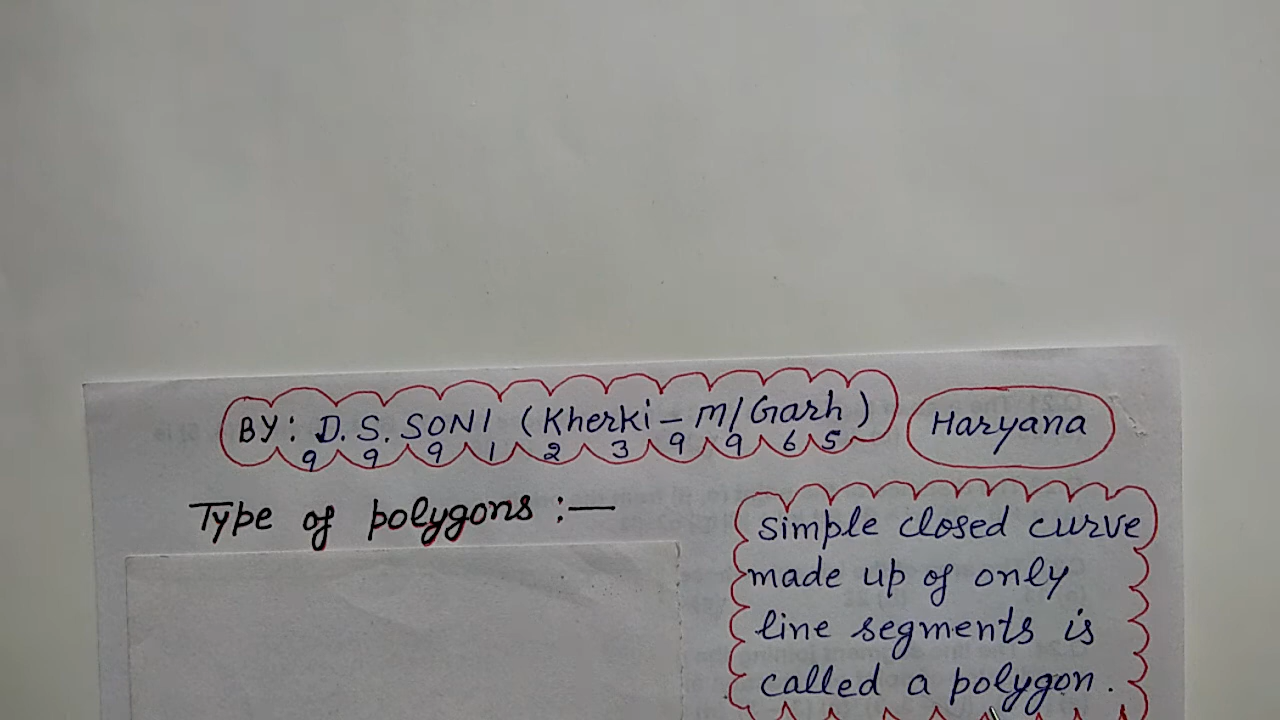 BY: D. S. SONI (Kherki - M/Garh)
Haryana
9 9 9 1 2 3 9 9 6 5
Type of polygons :—
simple closed curve
made up of only
line segments is
called a polygon.